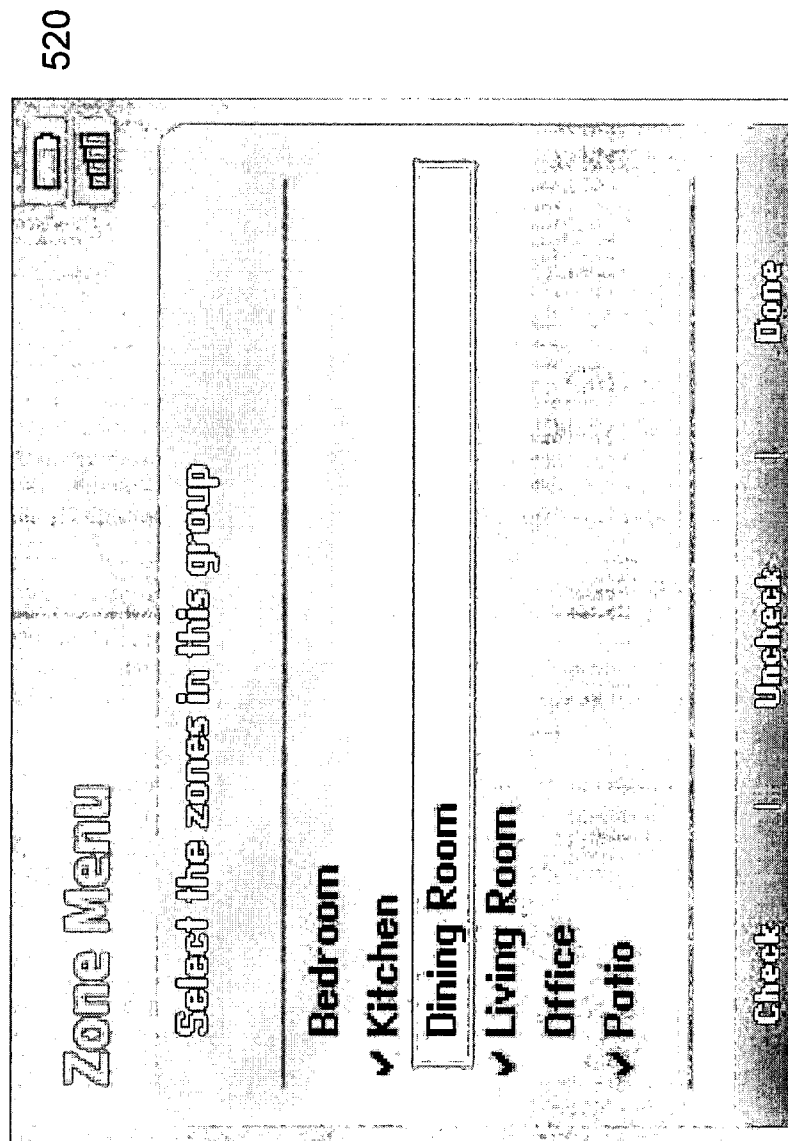 520
Zone Menu
Select the zones in this group
Bedroom
✓ Kitchen
Dining Room
✓ Living Room
Office
✓ Patio
Check | Uncheck | Done